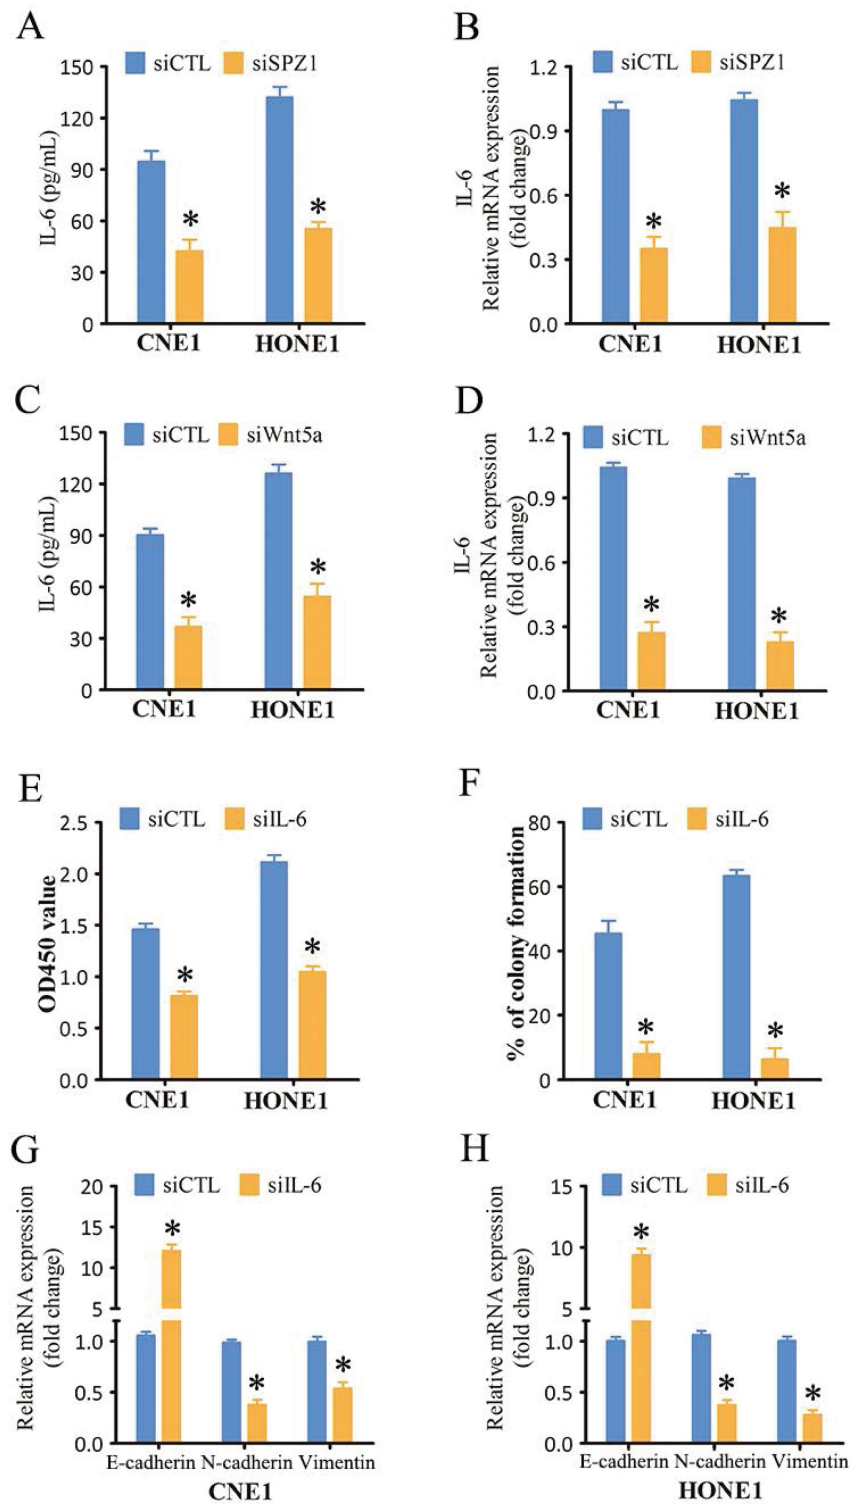 A
siCTL siSPZ1
IL-6 (pg/mL)
150
120
90
60
30
0
*
*
CNE1 HONE1
B
siCTL siSPZ1
IL-6
Relative mRNA expression
(fold change)
1.2
0.9
0.6
0.3
0.0
*
*
CNE1 HONE1
C
siCTL siWnt5a
IL-6 (pg/mL)
150
120
90
60
30
0
*
*
CNE1 HONE1
D
siCTL siWnt5a
IL-6
Relative mRNA expression
(fold change)
1.2
0.9
0.6
0.3
0.0
*
*
CNE1 HONE1
E
siCTL siIL-6
OD450 value
2.5
2.0
1.5
1.0
0.5
0.0
*
*
CNE1 HONE1
F
siCTL siIL-6
% of colony formation
80
60
40
20
0
*
*
CNE1 HONE1
G
siCTL siIL-6
Relative mRNA expression
(fold change)
20
15
10
5
1.0
0.5
0.0
*
*
*
E-cadherin N-cadherin Vimentin
CNE1
H
siCTL siIL-6
Relative mRNA expression
(fold change)
15
10
5
1.0
0.5
0.0
*
*
*
E-cadherin N-cadherin Vimentin
HONE1